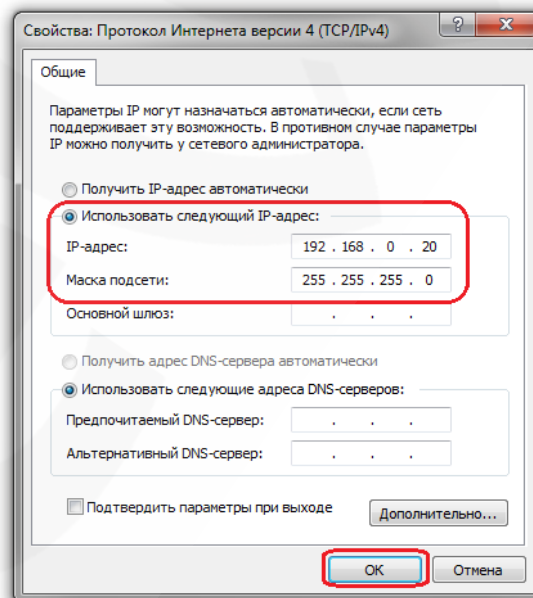 Свойства: Протокол Интернета версии 4 (TCP/IPv4)
?
Общие
Параметры IP могут назначаться автоматически, если сеть
поддерживает эту возможность. В противном случае параметры
IP можно получить у сетевого администратора.
Получить IP-адрес автоматически
Использовать следующий IP-адрес:
IP-адрес: 192 . 168 . 0 . 20
Маска подсети: 255 . 255 . 255 . 0
Основной шлюз: . . .
Получить адрес DNS-сервера автоматически
Использовать следующие адреса DNS-серверов:
Предпочитаемый DNS-сервер: . . .
Альтернативный DNS-сервер: . . .
Подтвердить параметры при выходе
Дополнительно...
ОК Отмена